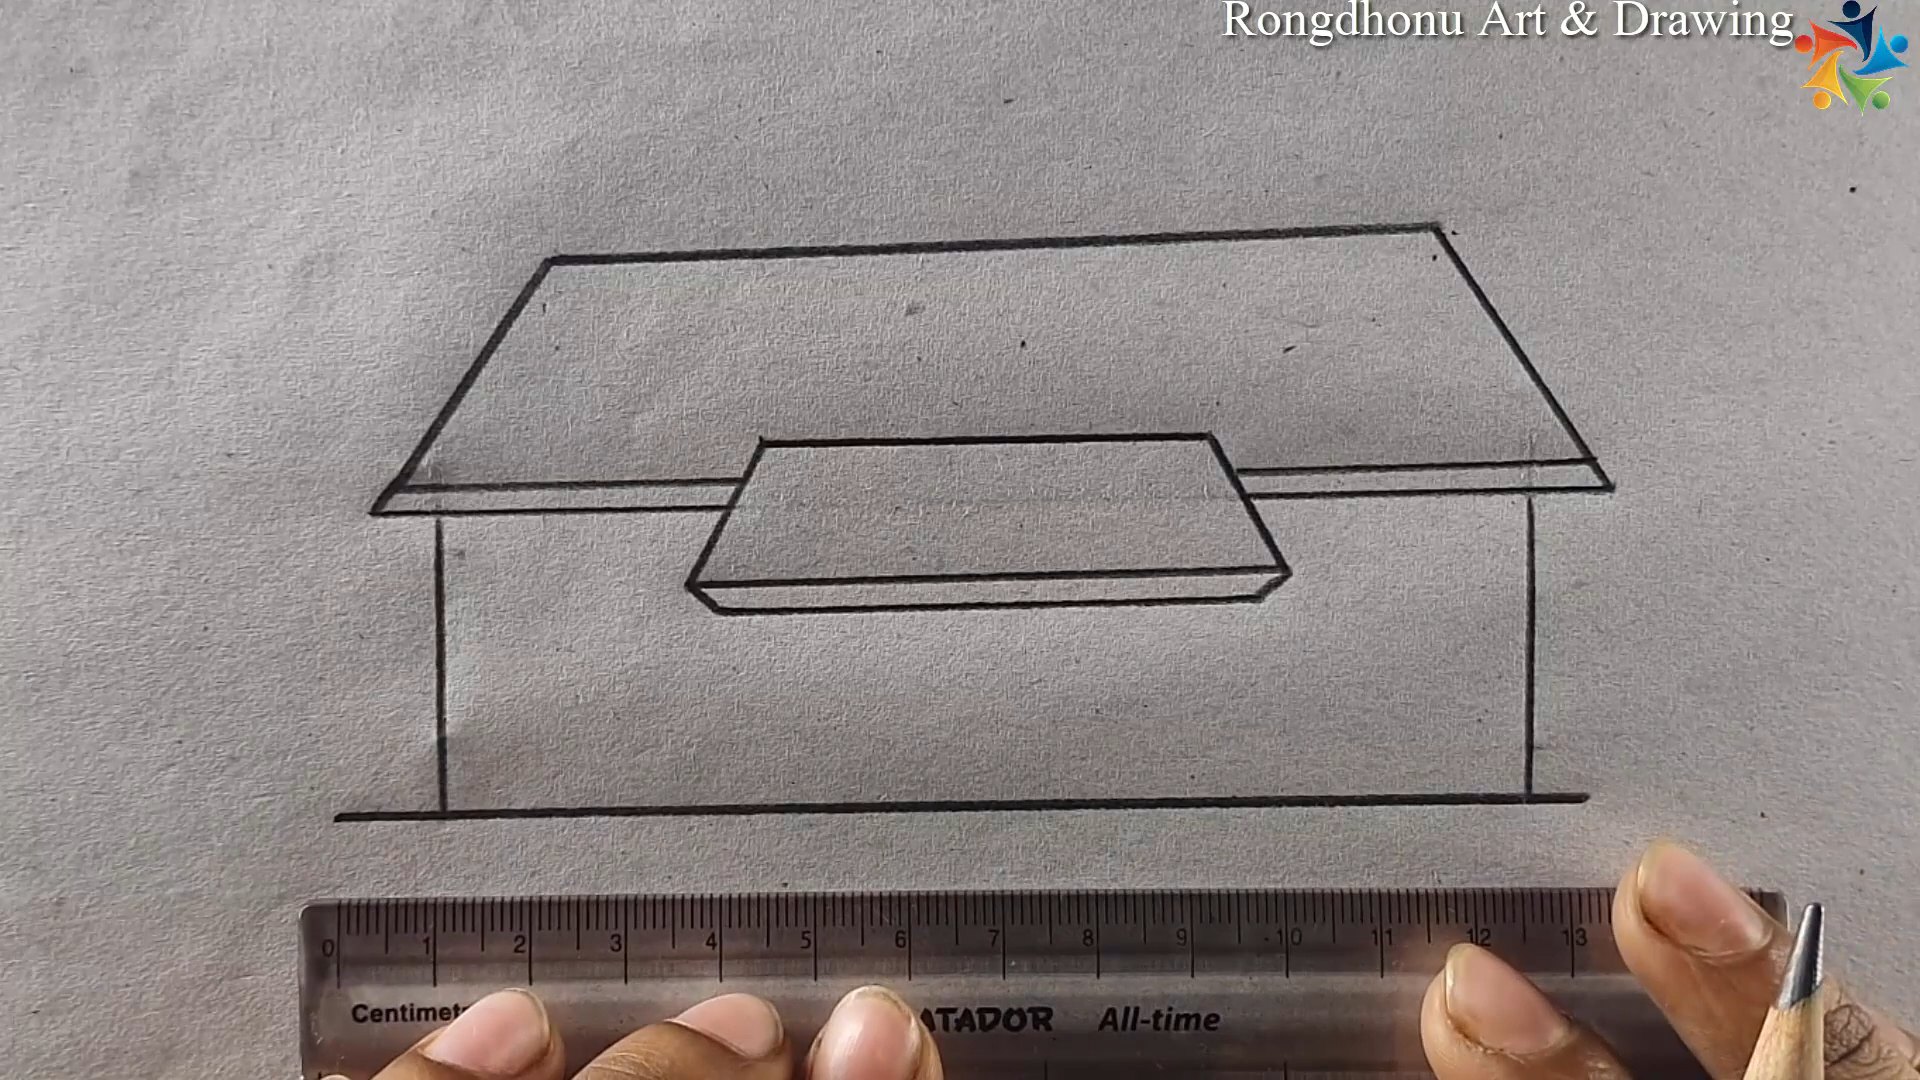 Rongdhonu Art & Drawing
0 1 2 3 4 5 6 7 8 9 10 11 12 13
ATADOR All-time